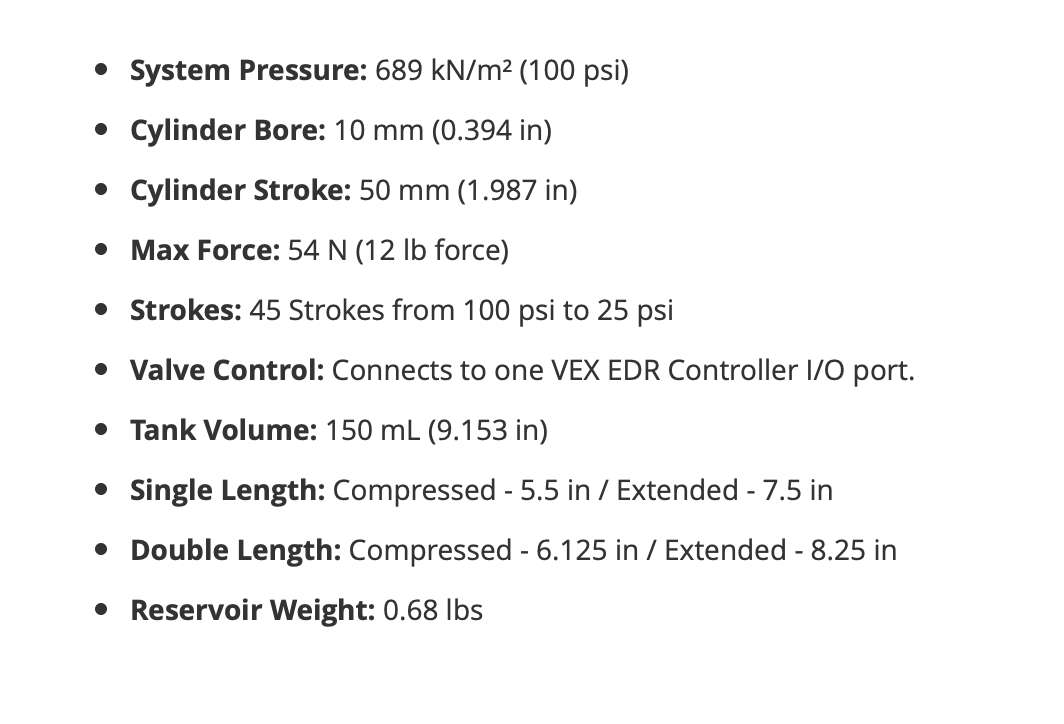 • System Pressure: 689 kN/m² (100 psi)
• Cylinder Bore: 10 mm (0.394 in)
• Cylinder Stroke: 50 mm (1.987 in)
• Max Force: 54 N (12 lb force)
• Strokes: 45 Strokes from 100 psi to 25 psi
• Valve Control: Connects to one VEX EDR Controller I/O port.
• Tank Volume: 150 mL (9.153 in)
• Single Length: Compressed - 5.5 in / Extended - 7.5 in
• Double Length: Compressed - 6.125 in / Extended - 8.25 in
• Reservoir Weight: 0.68 lbs